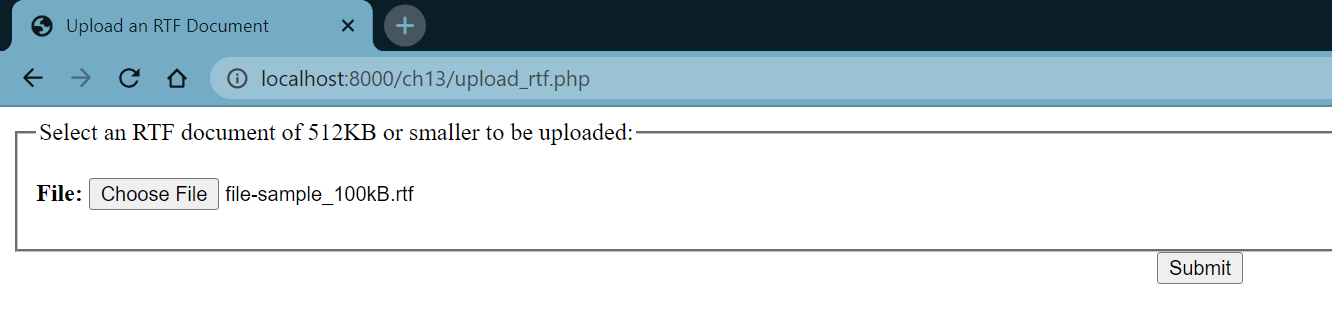 Upload an RTF Document
localhost:8000/ch13/upload_rtf.php
Select an RTF document of 512KB or smaller to be uploaded:
File: Choose File file-sample_100kB.rtf
Submit